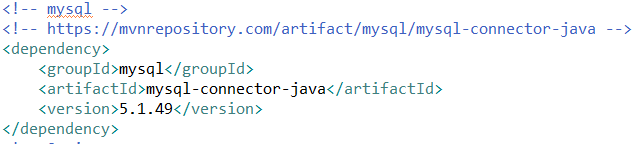 <!-- mysql -->
<!-- https://mvnrepository.com/artifact/mysql/mysql-connector-java -->
<dependency>
    <groupId>mysql</groupId>
    <artifactId>mysql-connector-java</artifactId>
    <version>5.1.49</version>
</dependency>